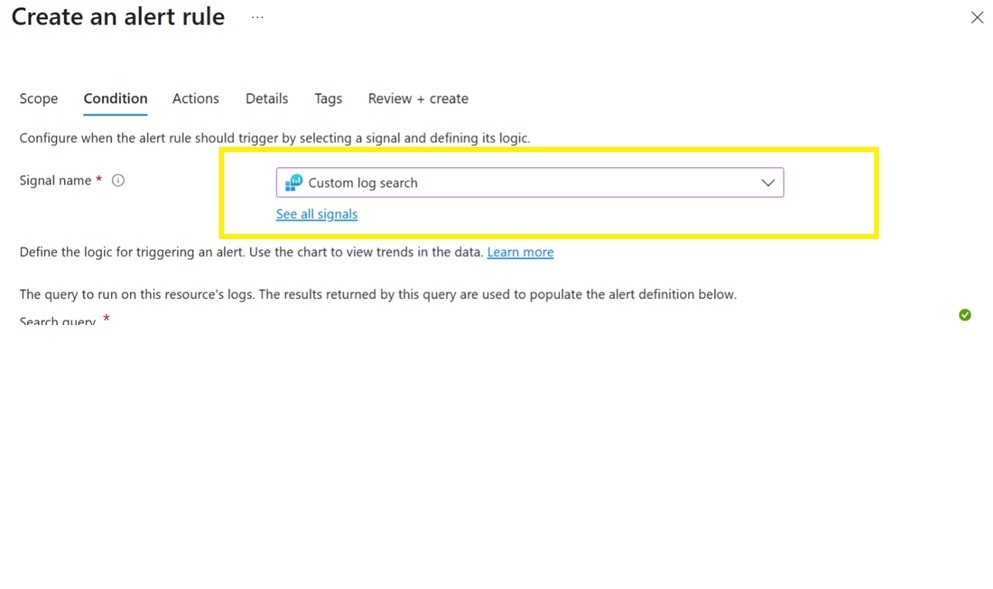 Create an alert rule ...
Scope Condition Actions Details Tags Review + create
Configure when the alert rule should trigger by selecting a signal and defining its logic.
Signal name * Custom log search
See all signals
Define the logic for triggering an alert. Use the chart to view trends in the data. Learn more
The query to run on this resource's logs. The results returned by this query are used to populate the alert definition below.
Search query *